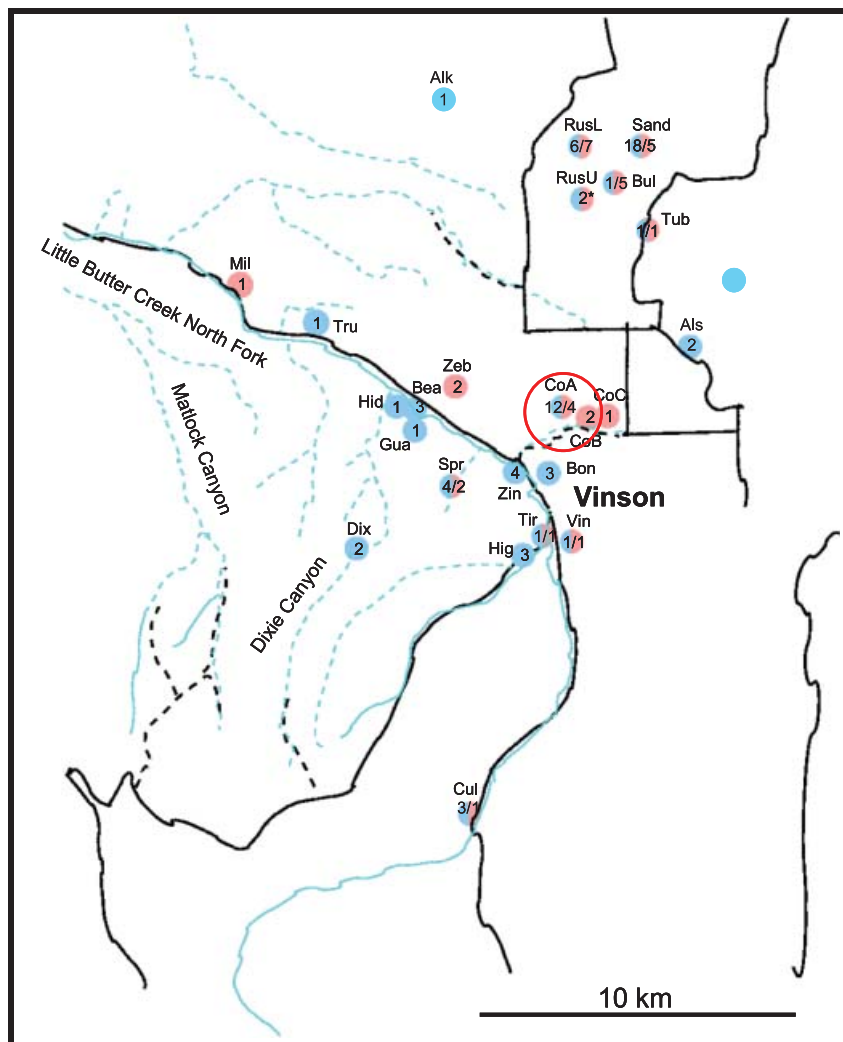 Alk
1
RusL
6/7
Sand
18/5
RusU
2*
1/5 Bul
Tub
1/1
Little Butter Creek North Fork
Mil
1
1 Tru
Als
2
Zeb
2
Bea
3
Hid 1
1
Gua
CoA
12/4
CoC
2
1
CoB
Matlock Canyon
Spr
4/2
4
Zin
3 Bon
Vinson
Tir
1/1
Vin
1/1
Dix
2
Hig 3
Dixie Canyon
Cul
3/1
10 km